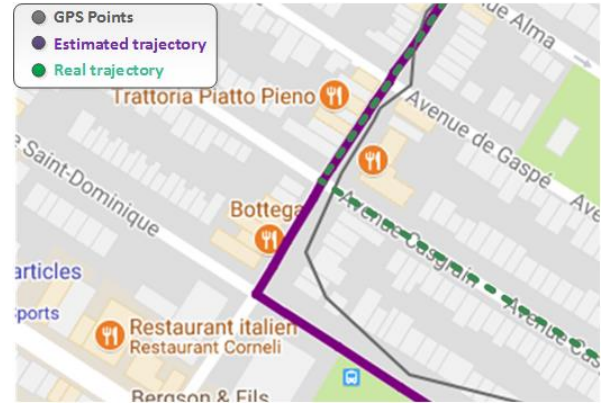 GPS Points
Estimated trajectory
Real trajectory
ue Alma
Trattoria Piatto Pieno
Avenue de Gaspé
Ave
e Saint-Dominique
Bottega
Avenue Casgrain
Avenue Cas
articles
ports
Restaurant italien
Restaurant Corneli
Bergson & Fils